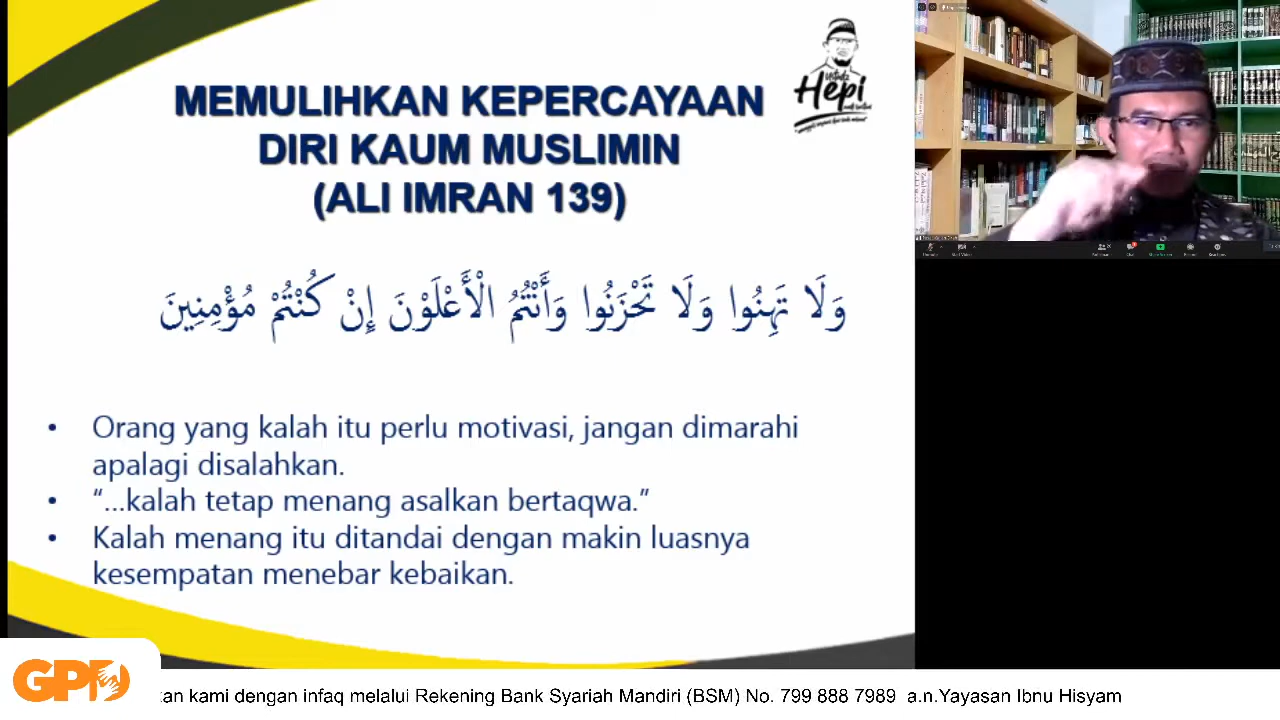 MEMULIHKAN KEPERCAYAAN
DIRI KAUM MUSLIMIN
(ALI IMRAN 139)
Ustadz
Hepi
وَلَا تَهِنُوا وَلَا تَحْزَنُوا وَأَنْتُمُ الْأَعْلَوْنَ إِنْ كُنْتُمْ مُؤْمِنِينَ
• Orang yang kalah itu perlu motivasi, jangan dimarahi
apalagi disalahkan.
• “...kalah tetap menang asalkan bertaqwa.”
• Kalah menang itu ditandai dengan makin luasnya
kesempatan menebar kebaikan.
GPD
kami dengan infaq melalui Rekening Bank Syariah Mandiri (BSM) No. 799 888 7989 a.n.Yayasan Ibnu Hisyam